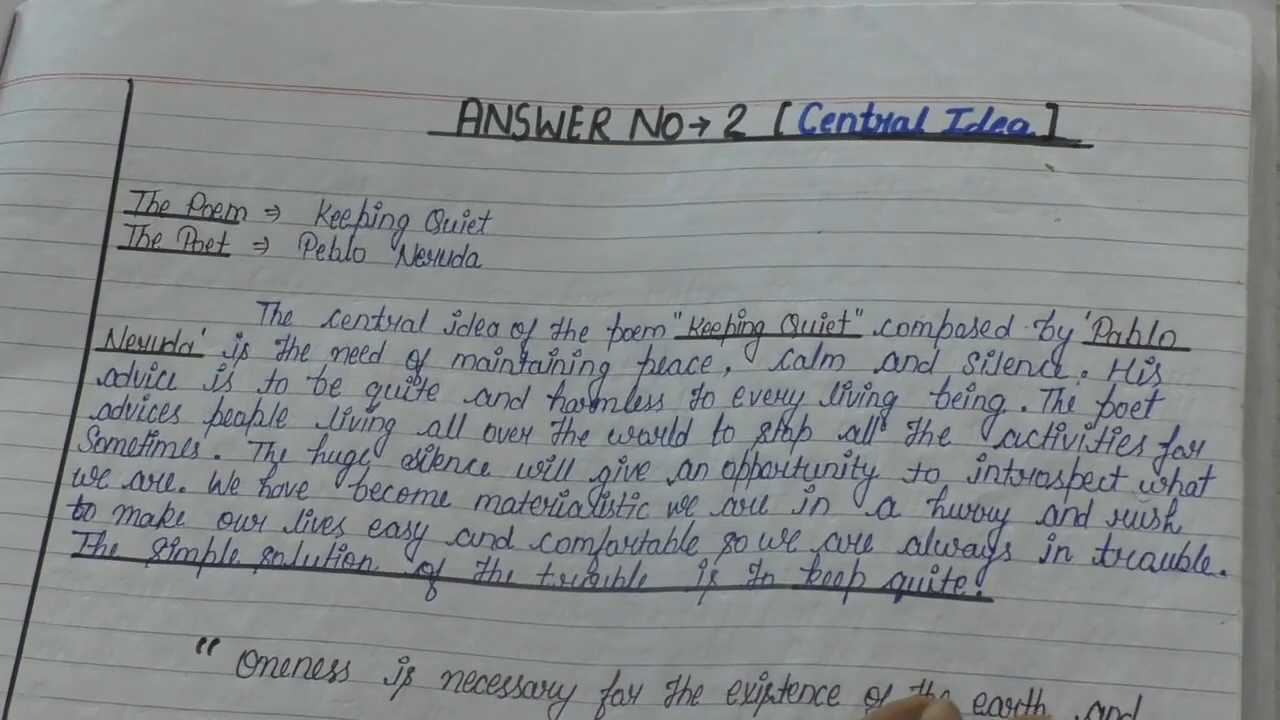 ANSWER NO→ 2 [Central Idea]
The Poem ⇒ Keeping Quiet
The Poet ⇒ Peblo Neruda
The central idea of the poem "Keeping Quiet" composed by 'Pablo
Neruda' is the need of maintaining peace, calm and silence. His
advice is to be quite and harmless to every living being. The poet
advices people living all over the world to stop all the activities for
Sometimes. The huge silence will give an opportunity to introspect what
we are. We have become materialistic we are in a hurry and rush
to make our lives easy and comfortable so we are always in trouble.
The simple solution of the trouble is to keep quite!
"Oneness is necessary for the existence of the earth and